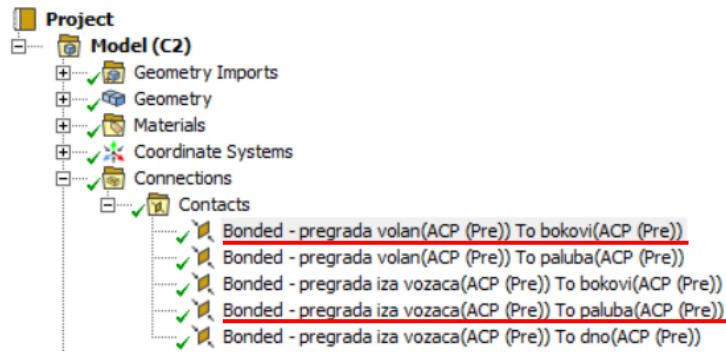 Project
Model (C2)
Geometry Imports
Geometry
Materials
Coordinate Systems
Connections
Contacts
Bonded - pregrada volan(ACP (Pre)) To bokovi(ACP (Pre))
Bonded - pregrada volan(ACP (Pre)) To paluba(ACP (Pre))
Bonded - pregrada iza vozaca(ACP (Pre)) To bokovi(ACP (Pre))
Bonded - pregrada iza vozaca(ACP (Pre)) To paluba(ACP (Pre))
Bonded - pregrada iza vozaca(ACP (Pre)) To dno(ACP (Pre))